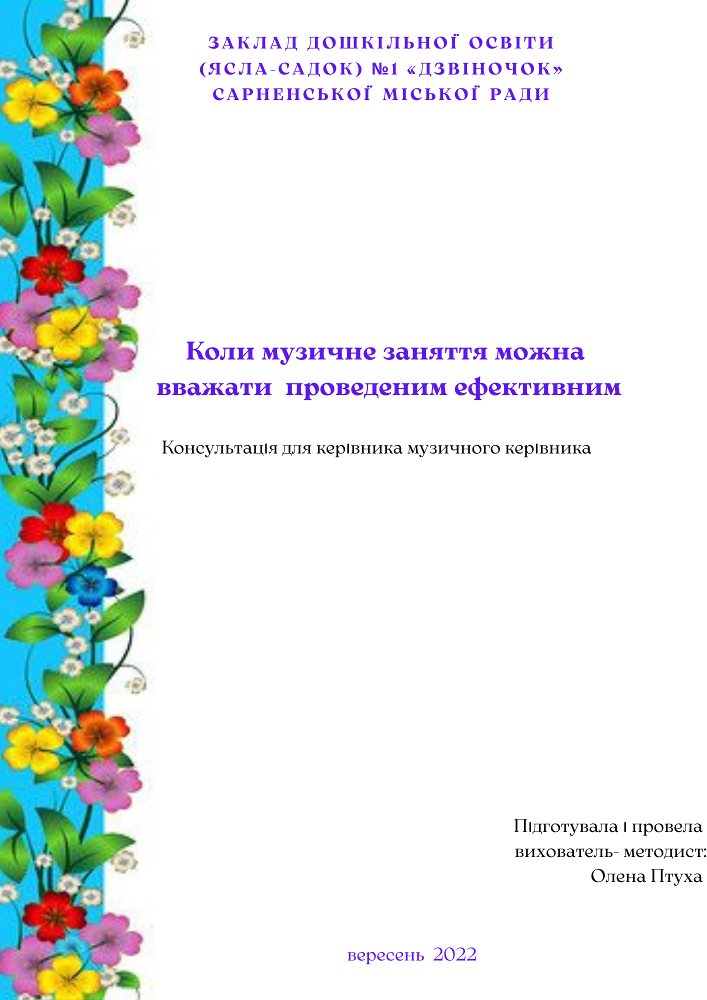 ЗАКЛАД ДОШКІЛЬНОЇ ОСВІТИ
(ЯСЛА-САДОК) №1 «ДЗВІНОЧОК»
САРНЕНСЬКОЇ МІСЬКОЇ РАДИ
Коли музичне заняття можна
вважати проведеним ефективним
Консультація для керівника музичного керівника
Підготувала і провела
вихователь- методист:
Олена Птуха
вересень 2022